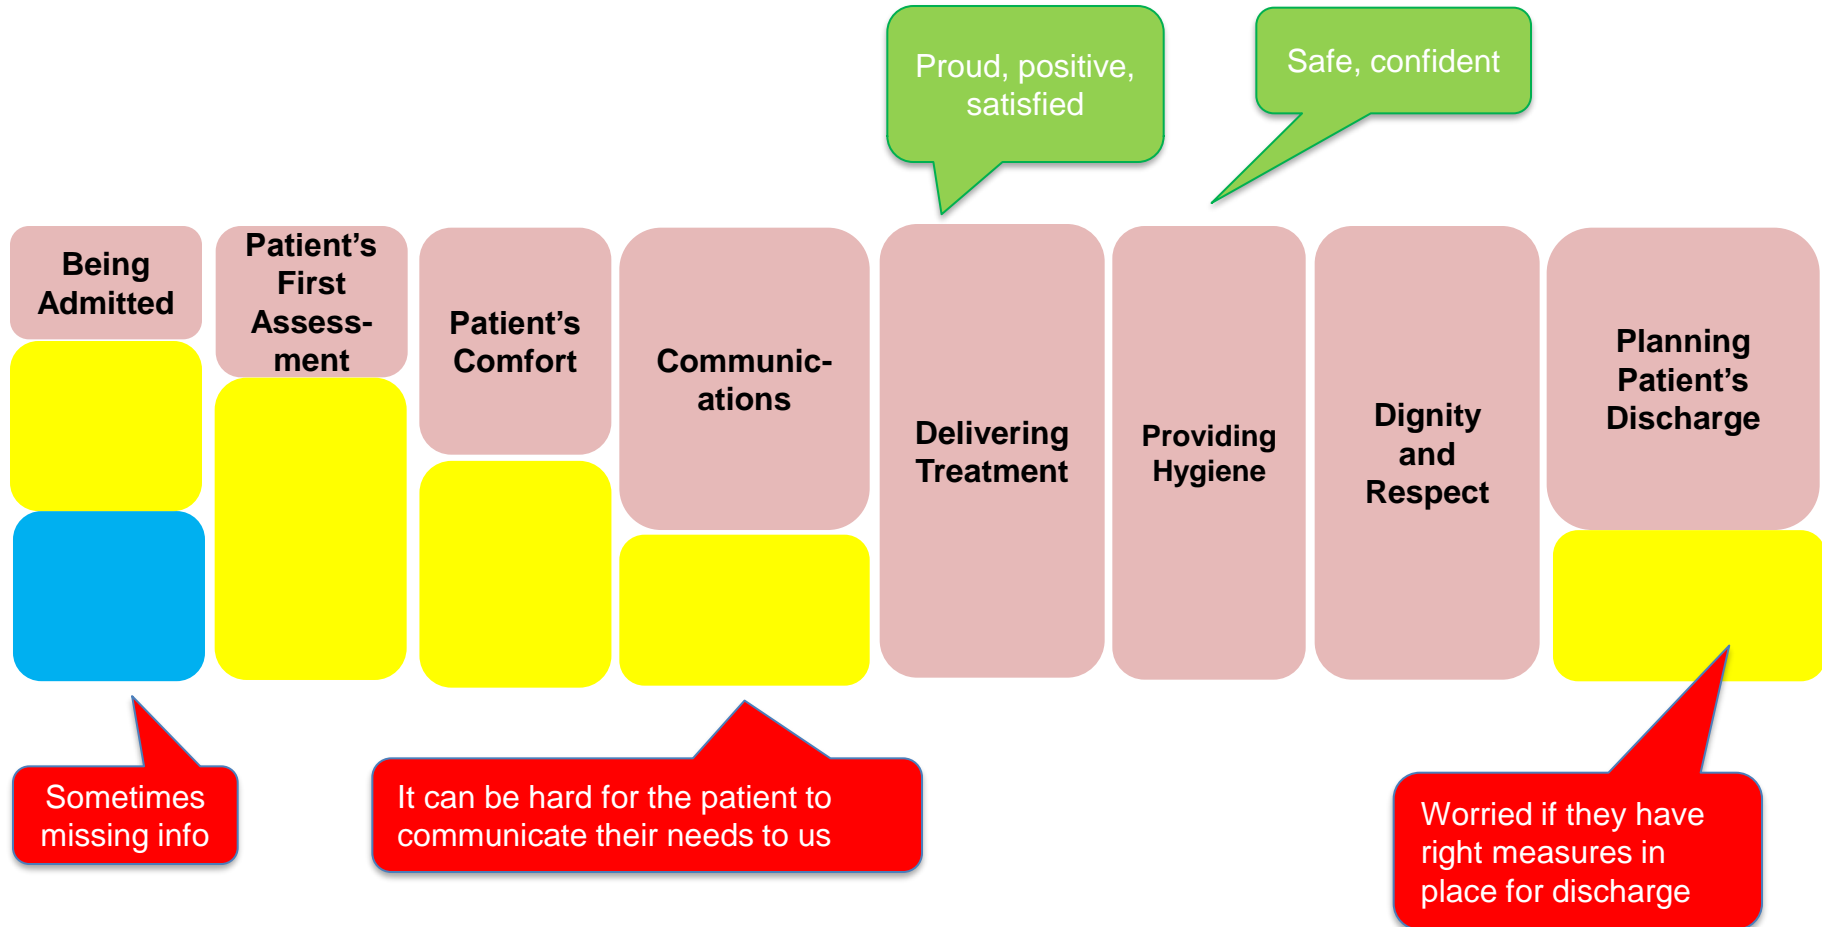 Proud, positive,
satisfied
Safe, confident
Being
Admitted
Patient’s
First
Assess-
ment
Patient’s
Comfort
Communic-
ations
Delivering
Treatment
Providing
Hygiene
Dignity
and
Respect
Planning
Patient’s
Discharge
Sometimes
missing info
It can be hard for the patient to
communicate their needs to us
Worried if they have
right measures in
place for discharge